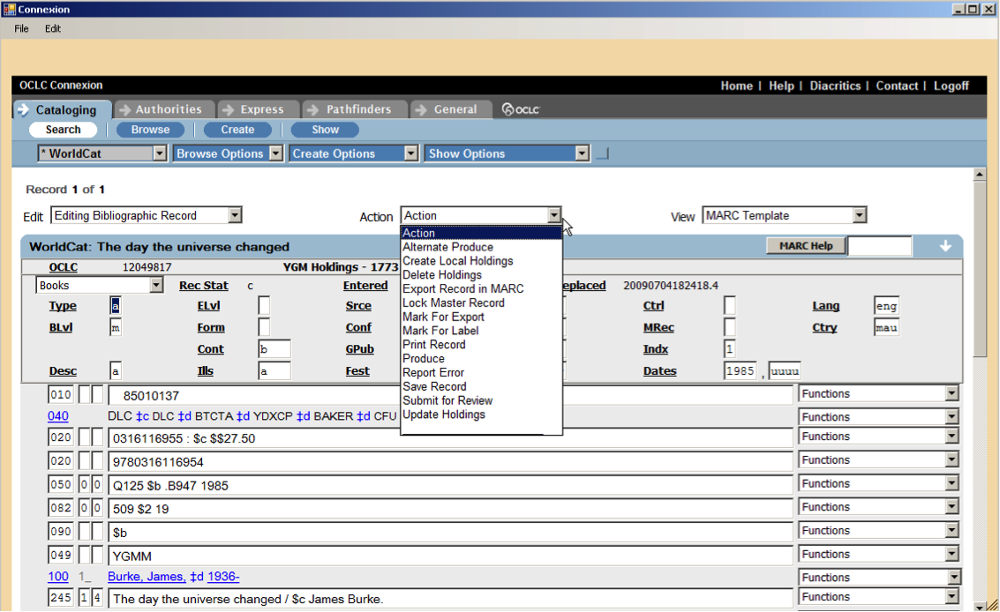 Connexion
File Edit
OCLC Connexion Home | Help | Diacritics | Contact | Logoff
Cataloging Authorities Express Pathfinders General OCLC
Search Browse Create Show
* WorldCat Browse Options Create Options Show Options
Record 1 of 1
Edit Editing Bibliographic Record Action Action View MARC Template
Action
Alternate Produce
Create Local Holdings
Delete Holdings
Export Record in MARC
Lock Master Record
Mark For Export
Mark For Label
Print Record
Produce
Report Error
Save Record
Submit for Review
Update Holdings
WorldCat: The day the universe changed MARC Help
OCLC 12049817 YGM Holdings - 1773
Books Rec Stat c Entered eplaced 20090704182418.4
Type a ELvl Srce Ctrl Lang eng
BLvl m Form Conf MRec Ctry mau
Cont b GPub Indx 1
Desc a Ills a Fest Dates 1985 , uuuu
010 85010137 Functions
040 DLC ‡c DLC ‡d BTCTA ‡d YDXCP ‡d BAKER ‡d CFU Functions
020 0316116955 : $c $$27.50 Functions
020 9780316116954 Functions
050 0 0 Q125 $b .B947 1985 Functions
082 0 0 509 $2 19 Functions
090 $b Functions
049 YGMM Functions
100 1_ Burke, James, ‡d 1936- Functions
245 1 4 The day the universe changed / $c James Burke. Functions